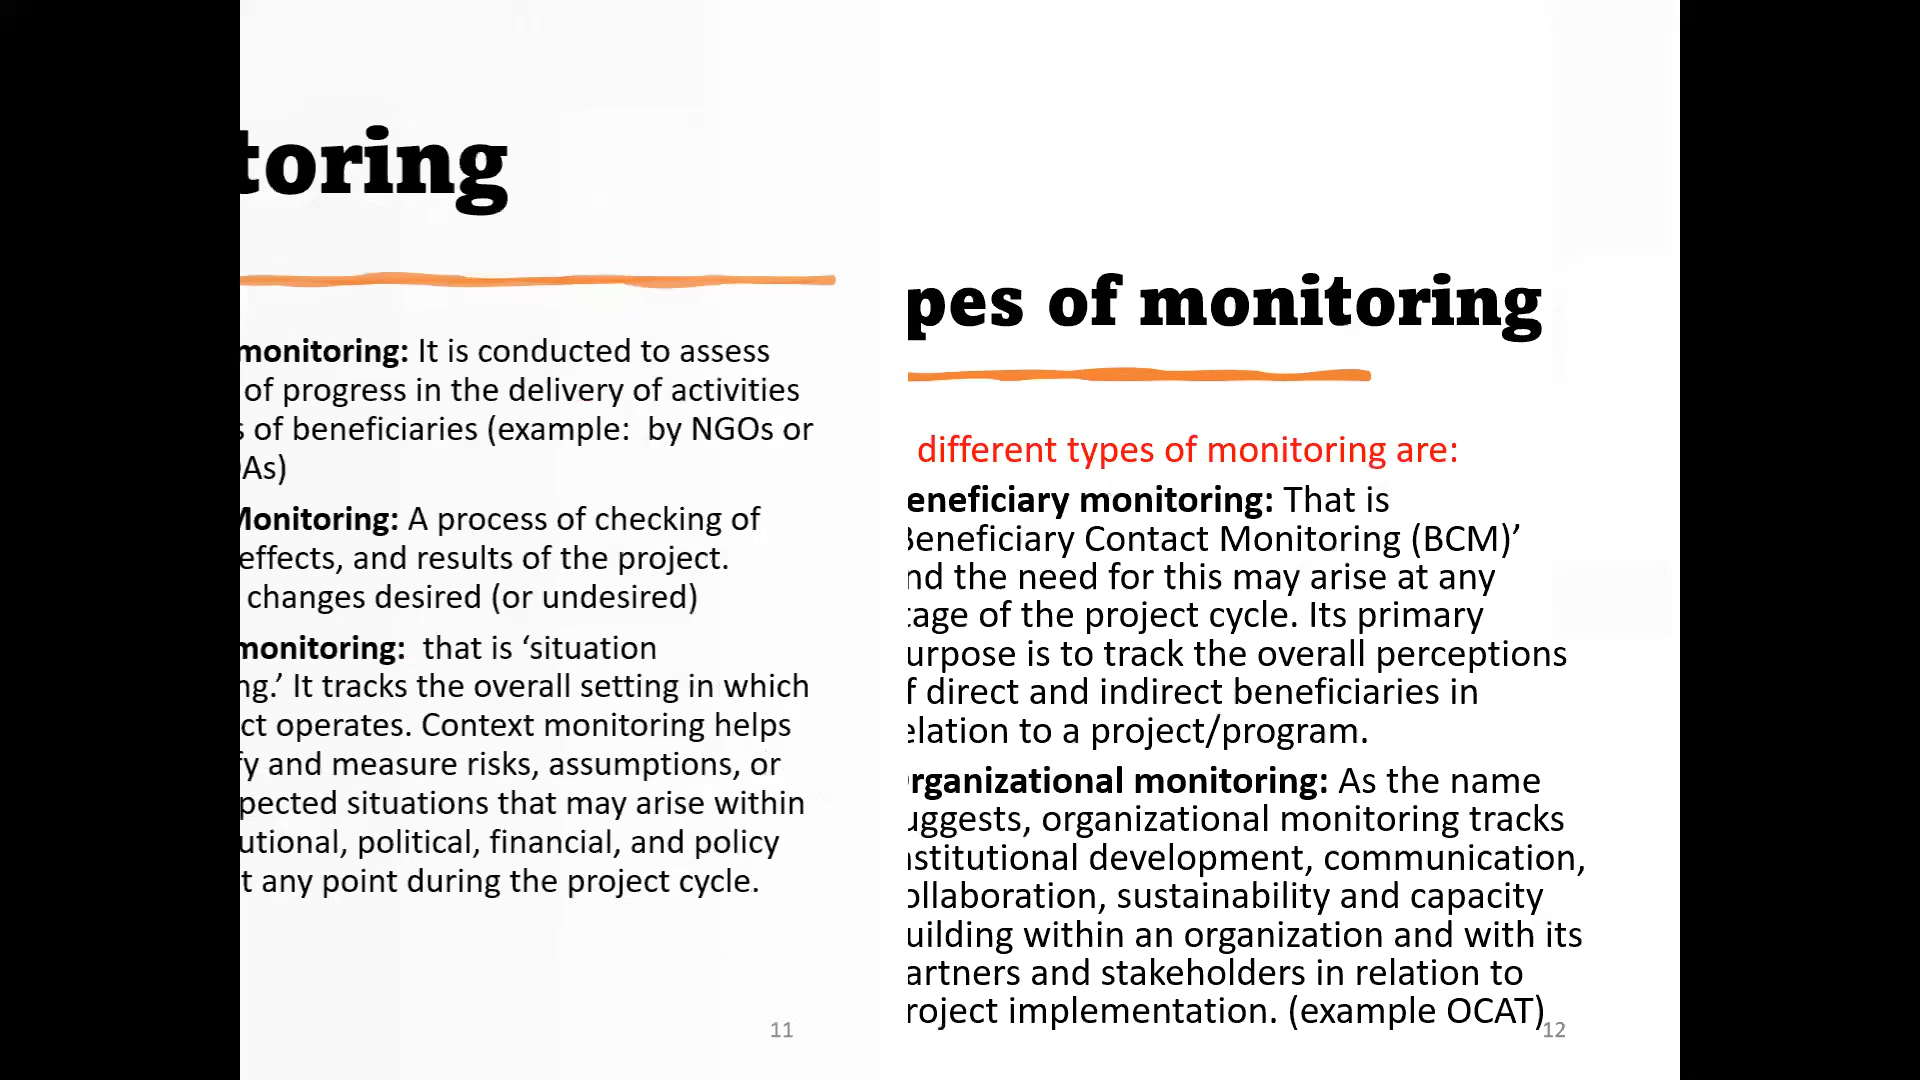 toring
monitoring: It is conducted to assess
of progress in the delivery of activities
s of beneficiaries (example: by NGOs or
As)
Monitoring: A process of checking of
effects, and results of the project.
changes desired (or undesired)
monitoring: that is ‘situation
ng.’ It tracks the overall setting in which
ct operates. Context monitoring helps
fy and measure risks, assumptions, or
pected situations that may arise within
utional, political, financial, and policy
t any point during the project cycle.
11
pes of monitoring
different types of monitoring are:
eneficiary monitoring: That is
Beneficiary Contact Monitoring (BCM)’
nd the need for this may arise at any
tage of the project cycle. Its primary
urpose is to track the overall perceptions
f direct and indirect beneficiaries in
elation to a project/program.
rganizational monitoring: As the name
uggests, organizational monitoring tracks
nstitutional development, communication,
ollaboration, sustainability and capacity
uilding within an organization and with its
artners and stakeholders in relation to
roject implementation. (example OCAT)
12